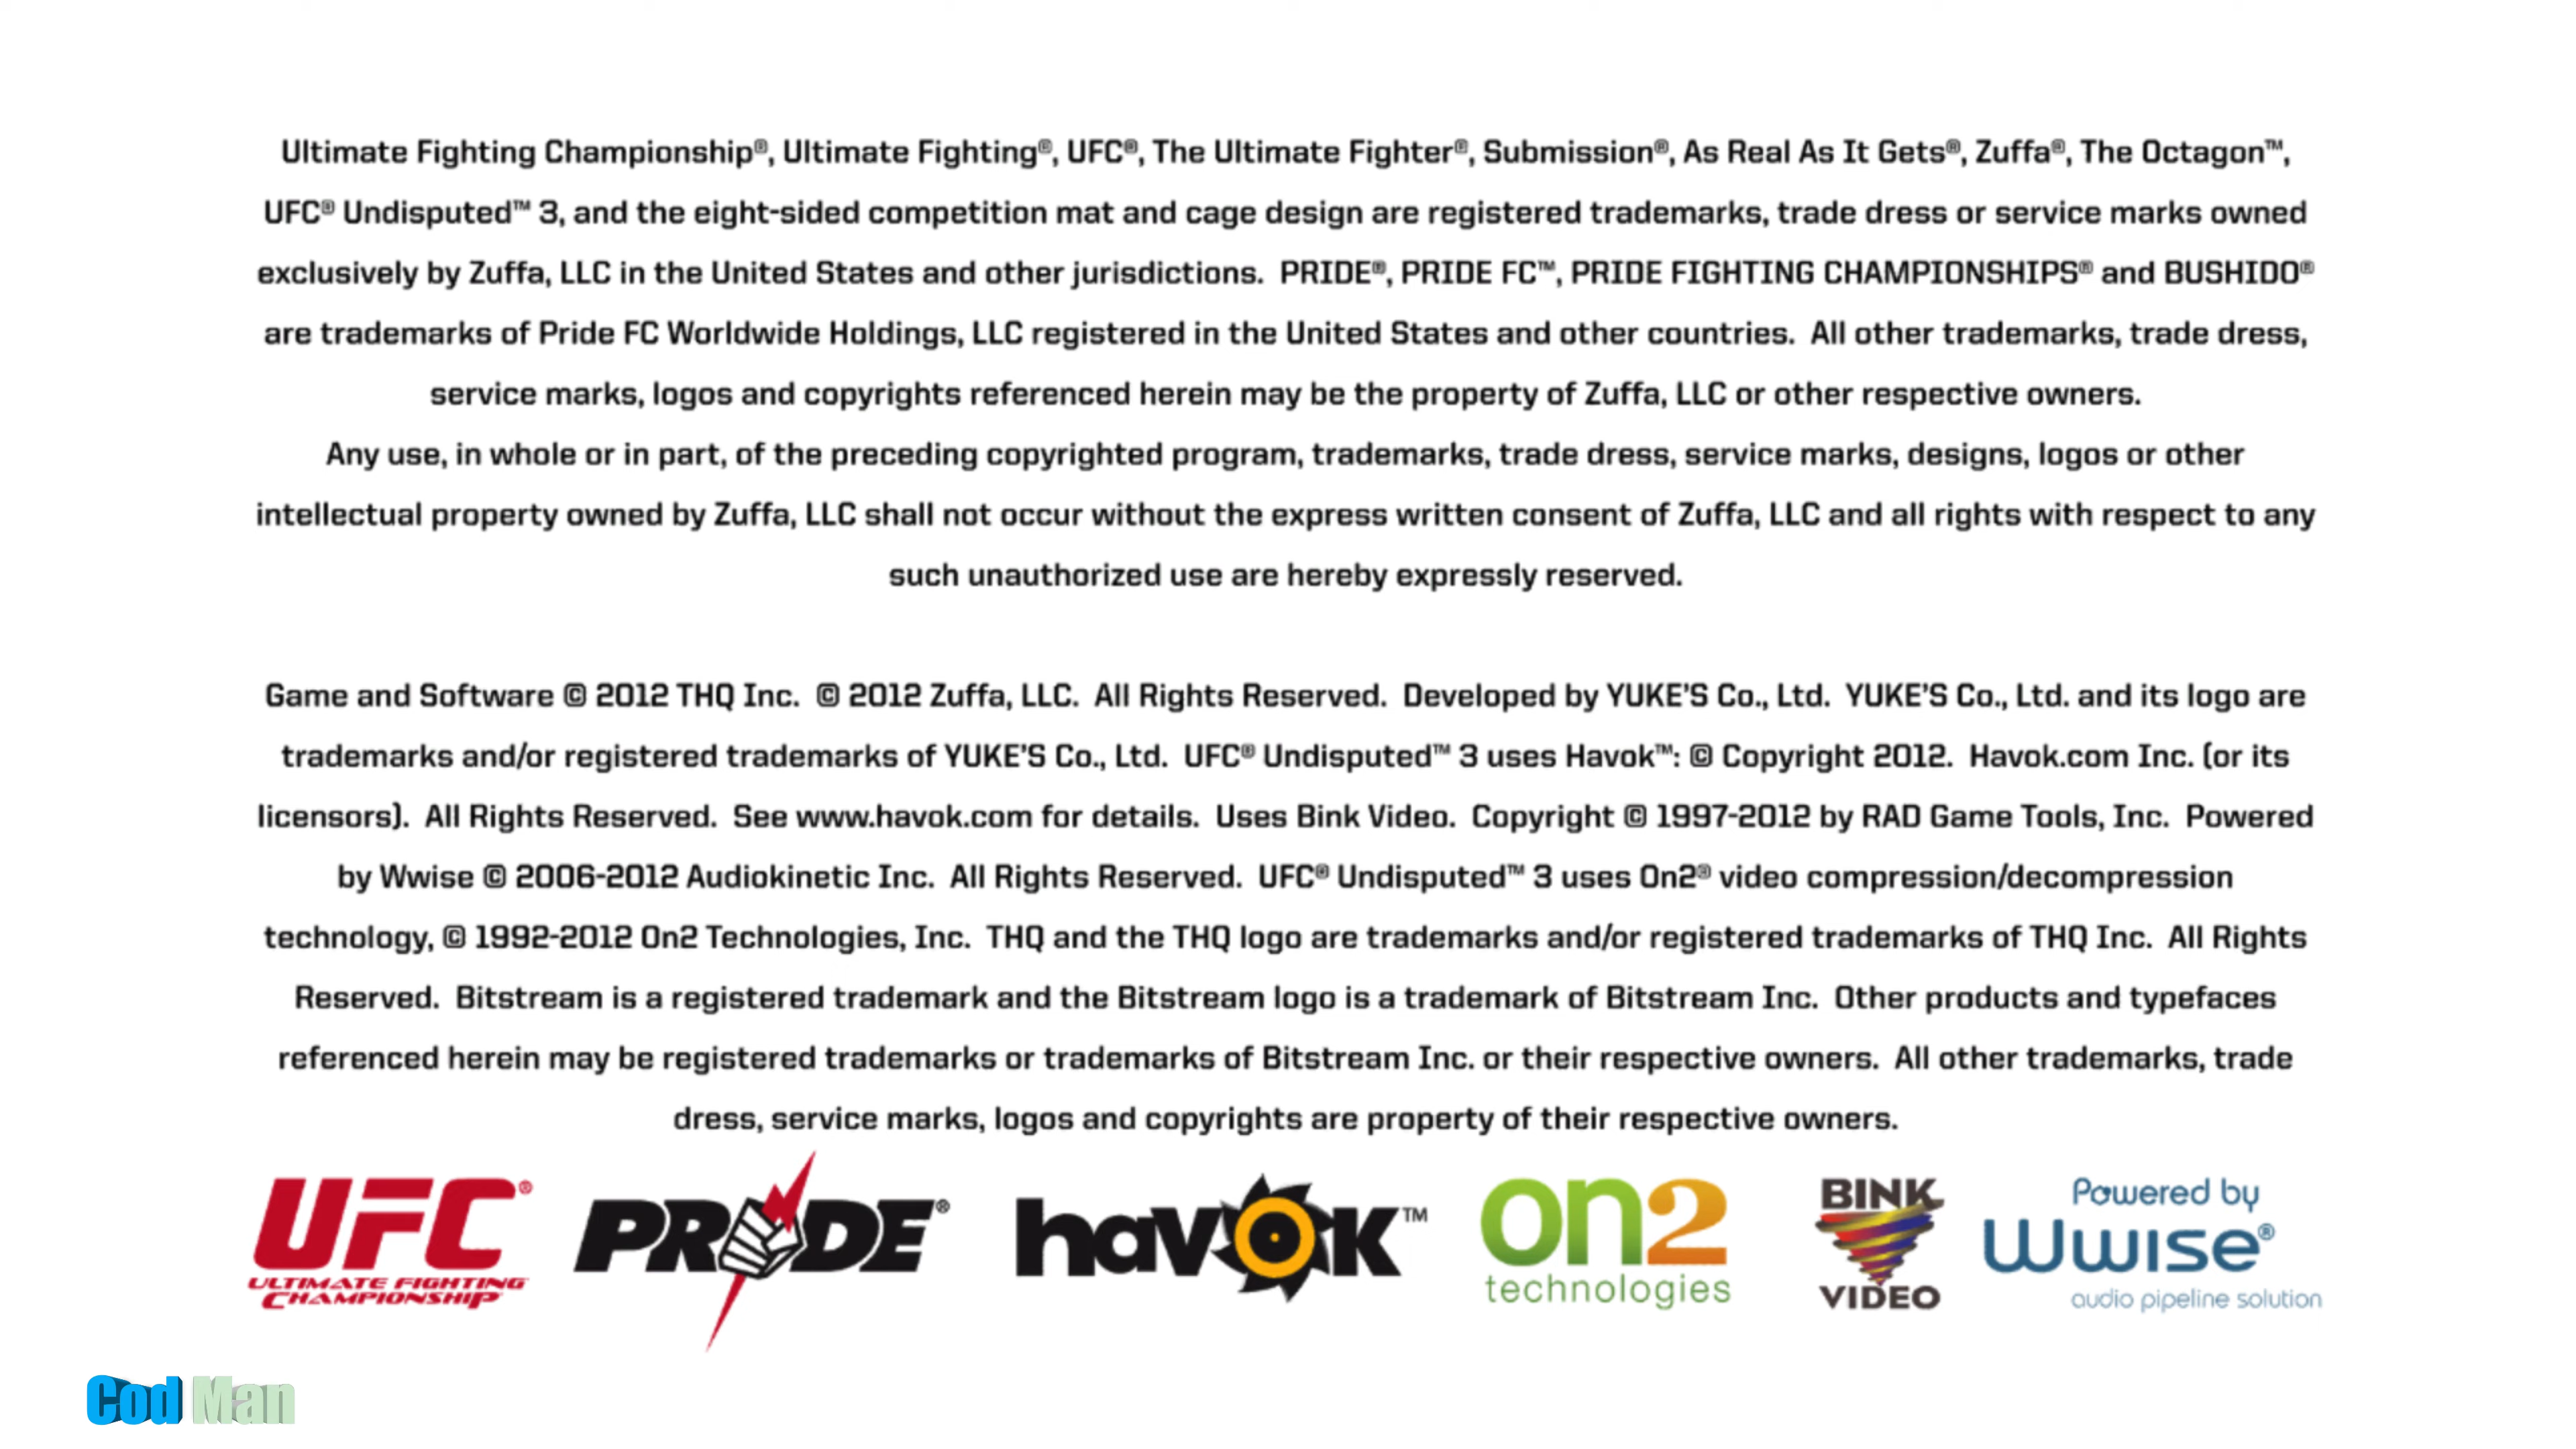 Ultimate Fighting Championship®, Ultimate Fighting®, UFC®, The Ultimate Fighter®, Submission®, As Real As It Gets®, Zuffa®, The Octagon™,
UFC® Undisputed™ 3, and the eight-sided competition mat and cage design are registered trademarks, trade dress or service marks owned
exclusively by Zuffa, LLC in the United States and other jurisdictions. PRIDE®, PRIDE FC™, PRIDE FIGHTING CHAMPIONSHIPS® and BUSHIDO®
are trademarks of Pride FC Worldwide Holdings, LLC registered in the United States and other countries. All other trademarks, trade dress,
service marks, logos and copyrights referenced herein may be the property of Zuffa, LLC or other respective owners.
Any use, in whole or in part, of the preceding copyrighted program, trademarks, trade dress, service marks, designs, logos or other
intellectual property owned by Zuffa, LLC shall not occur without the express written consent of Zuffa, LLC and all rights with respect to any
such unauthorized use are hereby expressly reserved.
Game and Software © 2012 THQ Inc. © 2012 Zuffa, LLC. All Rights Reserved. Developed by YUKE'S Co., Ltd. YUKE'S Co., Ltd. and its logo are
trademarks and/or registered trademarks of YUKE'S Co., Ltd. UFC® Undisputed™ 3 uses Havok™: © Copyright 2012. Havok.com Inc. (or its
licensors). All Rights Reserved. See www.havok.com for details. Uses Bink Video. Copyright © 1997-2012 by RAD Game Tools, Inc. Powered
by Wwise © 2006-2012 Audiokinetic Inc. All Rights Reserved. UFC® Undisputed™ 3 uses On2® video compression/decompression
technology, © 1992-2012 On2 Technologies, Inc. THQ and the THQ logo are trademarks and/or registered trademarks of THQ Inc. All Rights
Reserved. Bitstream is a registered trademark and the Bitstream logo is a trademark of Bitstream Inc. Other products and typefaces
referenced herein may be registered trademarks or trademarks of Bitstream Inc. or their respective owners. All other trademarks, trade
dress, service marks, logos and copyrights are property of their respective owners.
UFC®
ULTIMATE FIGHTING
CHAMPIONSHIP
PRIDE®
havok™
on2
technologies
BINK
VIDEO
Powered by
Wwise®
audio pipeline solution
Cod Man